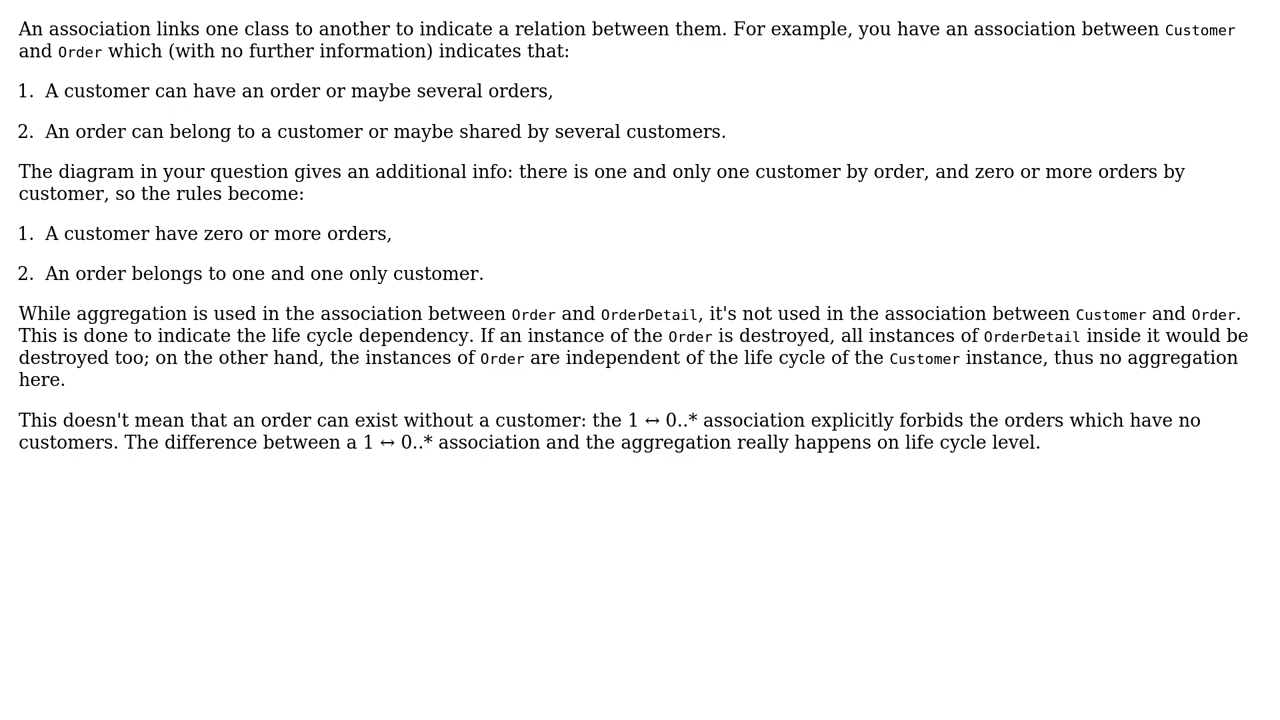 An association links one class to another to indicate a relation between them. For example, you have an association between Customer
and Order which (with no further information) indicates that:
1. A customer can have an order or maybe several orders,
2. An order can belong to a customer or maybe shared by several customers.
The diagram in your question gives an additional info: there is one and only one customer by order, and zero or more orders by
customer, so the rules become:
1. A customer have zero or more orders,
2. An order belongs to one and one only customer.
While aggregation is used in the association between Order and OrderDetail, it's not used in the association between Customer and Order.
This is done to indicate the life cycle dependency. If an instance of the Order is destroyed, all instances of OrderDetail inside it would be
destroyed too; on the other hand, the instances of Order are independent of the life cycle of the Customer instance, thus no aggregation
here.
This doesn't mean that an order can exist without a customer: the 1 ↔ 0..* association explicitly forbids the orders which have no
customers. The difference between a 1 ↔ 0..* association and the aggregation really happens on life cycle level.